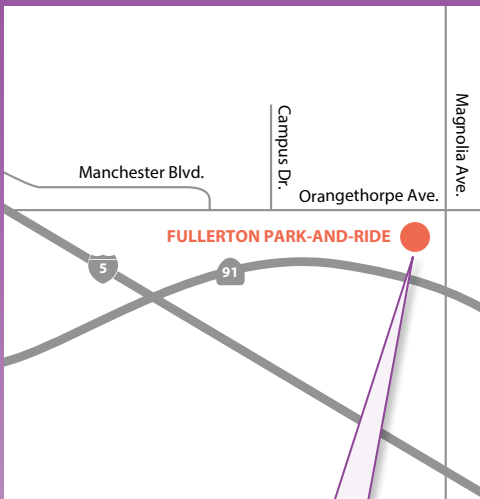 Manchester Blvd.
Campus Dr.
Orangethorpe Ave.
Magnolia Ave.
FULLERTON PARK-AND-RIDE
5
91